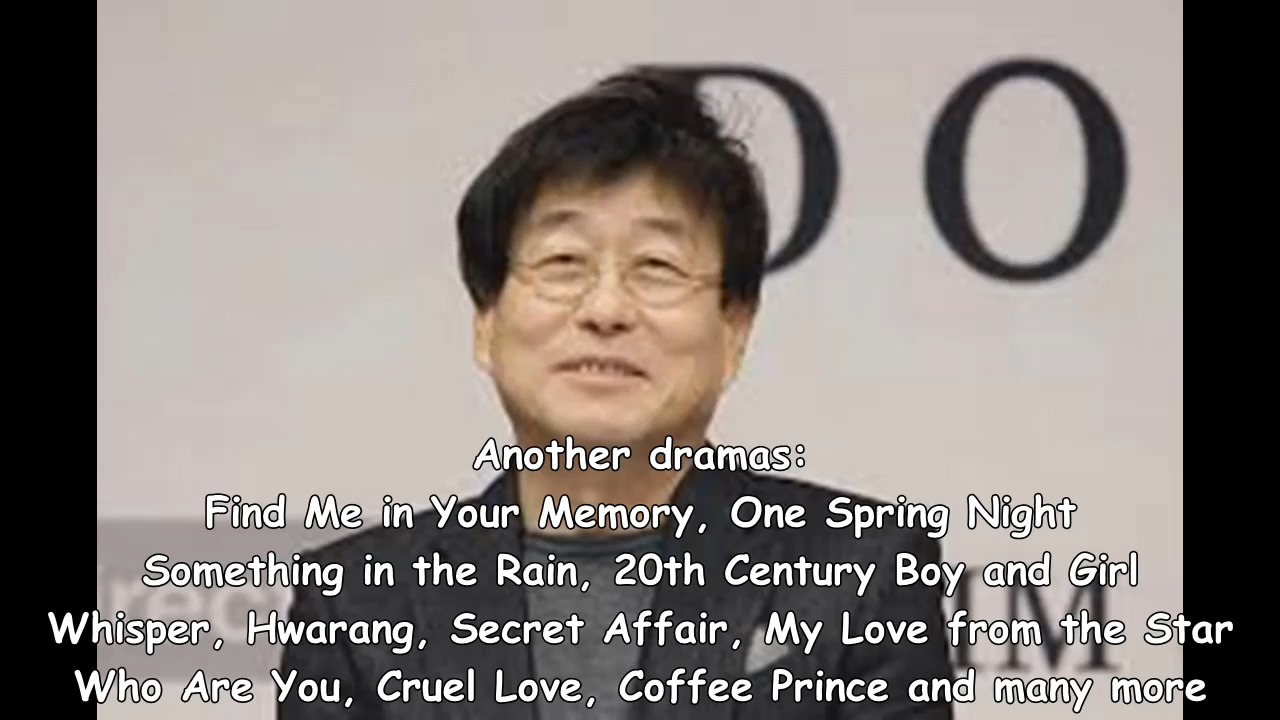 DO
Another dramas:
Find Me in Your Memory, One Spring Night
Something in the Rain, 20th Century Boy and Girl
IM
Whisper, Hwarang, Secret Affair, My Love from the Star
Who Are You, Cruel Love, Coffee Prince and many more